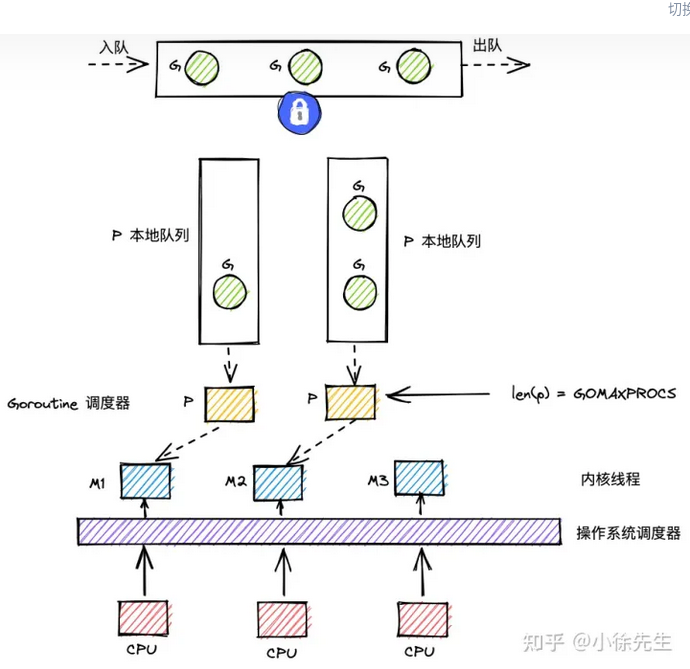 切换
入队
出队
G G G
G
P 本地队列
G
P 本地队列
G
Goroutine 调度器
P
P
len(p) = GOMAXPROCS
M1
M2
M3
内核线程
操作系统调度器
CPU
CPU
CPU
知乎 @小徐先生